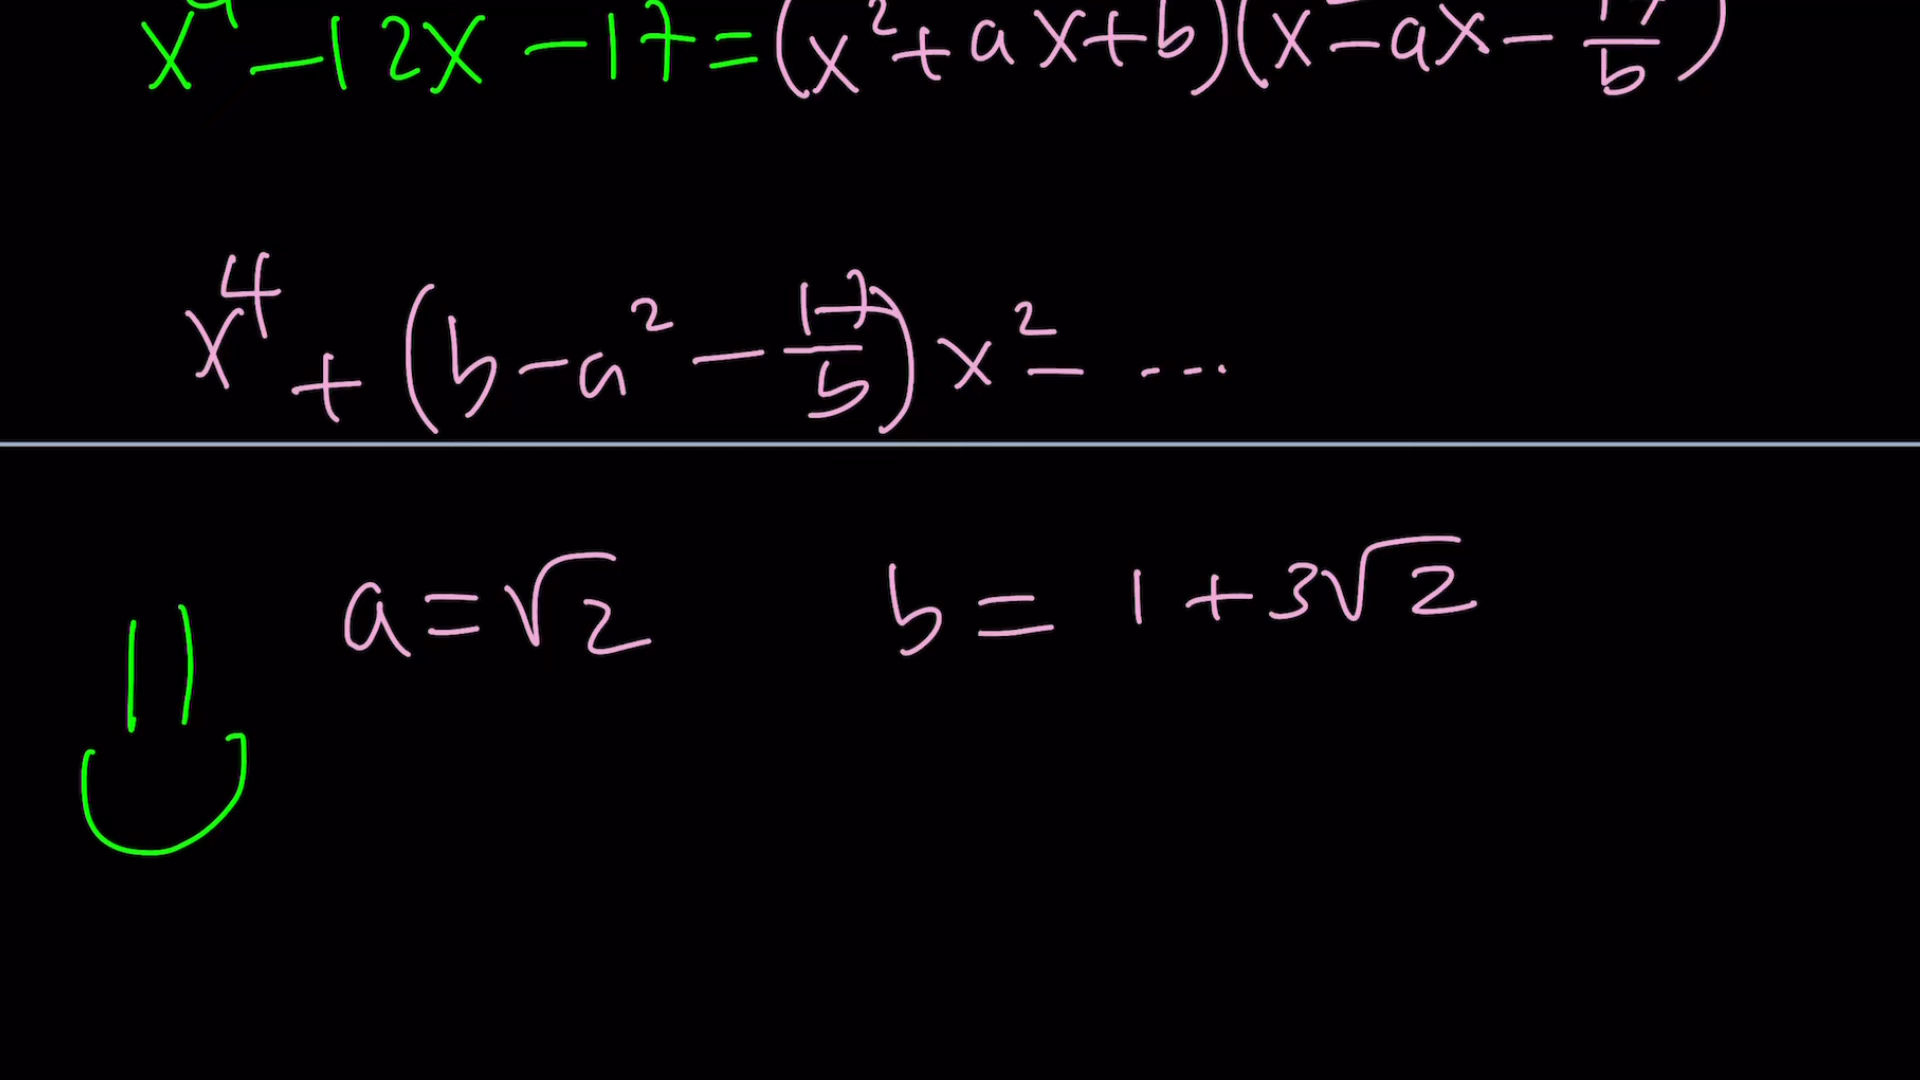 x⁴ - 12x - 17 = (x² + ax + b)(x² - ax - 17/b)
x⁴ + (b - a² - 17/b) x² - ...
a = √2 b = 1 + 3√2